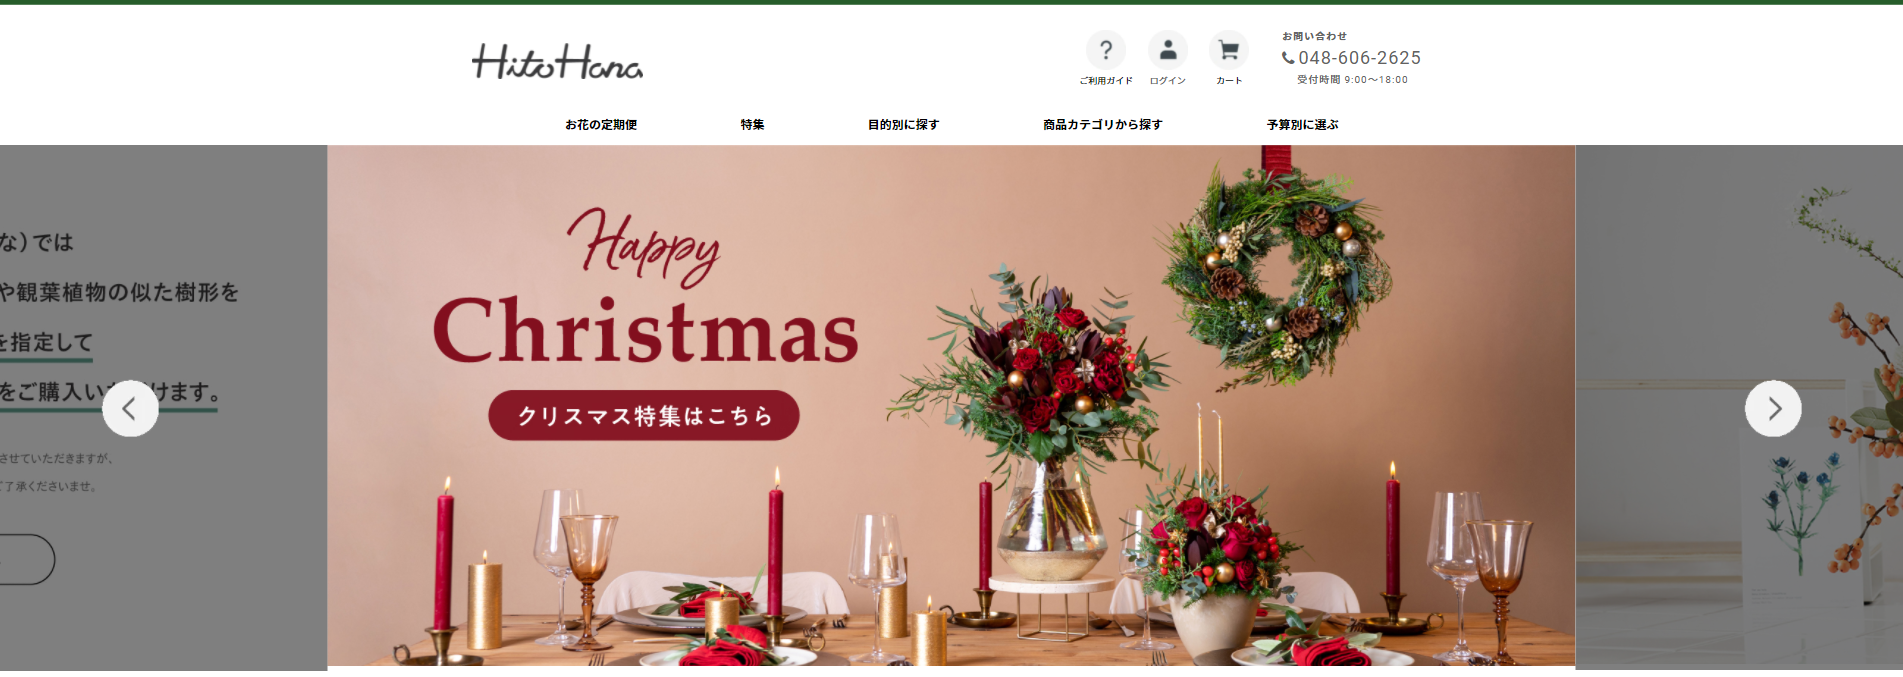 HitoHana
?
ご利用ガイド
ログイン
カート
お問い合わせ
048-606-2625
受付時間 9:00〜18:00
お花の定期便
特集
目的別に探す
商品カテゴリから探す
予算別に選ぶ
な）では
や観葉植物の似た樹形を
を指定して
をご購入い
けます。
させていただきますが、
ご了承くださいませ。
Happy
Christmas
クリスマス特集はこちら